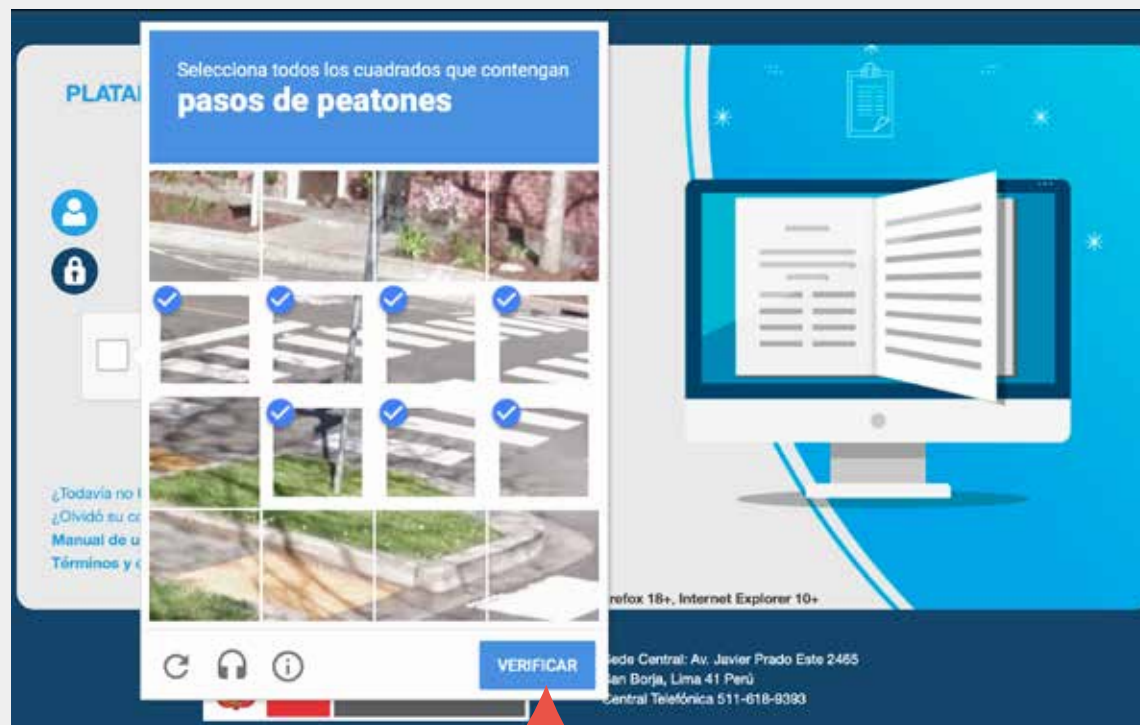 Selecciona todos los cuadrados que contengan
pasos de peatones
¿Todavía no
¿Olvidó su
Manual de
Términos y
VERIFICAR
refox 18+, Internet Explorer 10+
Sede Central: Av. Javier Prado Este 2465
San Borja, Lima 41 Perú
Central Telefónica 511-618-9393